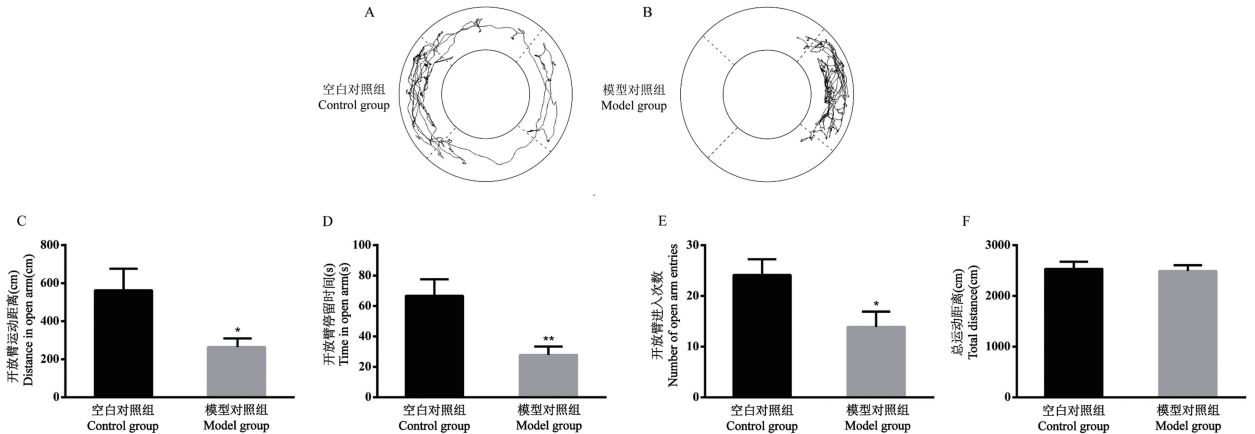 A
空白对照组
Control group
B
模型对照组
Model group
C
开放臂运动距离(cm)
Distance in open arm(cm)
800
600
400
200
0
*
空白对照组
Control group
模型对照组
Model group
D
开放臂停留时间(s)
Time in open arm(s)
100
80
60
40
20
0
**
空白对照组
Control group
模型对照组
Model group
E
开放臂进入次数
Number of open arm entries
30
20
10
0
*
空白对照组
Control group
模型对照组
Model group
F
总运动距离(cm)
Total distance(cm)
3000
2000
1000
0
空白对照组
Control group
模型对照组
Model group